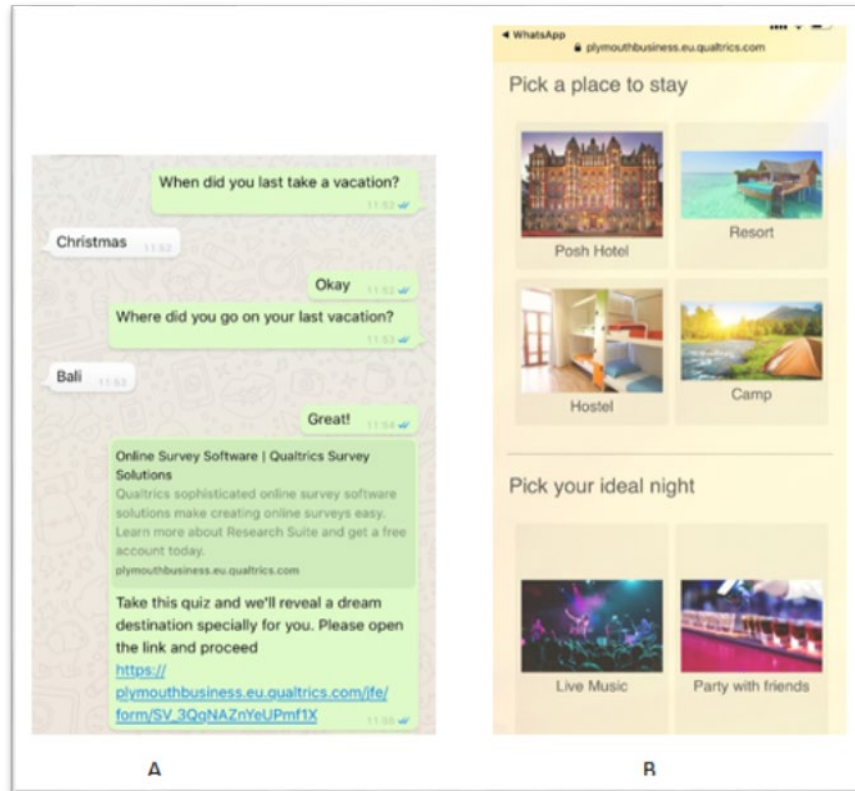 When did you last take a vacation?
11:52
Christmas 11:52
Okay 11:52
Where did you go on your last vacation?
11:53
Bali 11:53
Great! 11:54
Online Survey Software | Qualtrics Survey
Solutions
Qualtrics sophisticated online survey software
solutions make creating online surveys easy.
Learn more about Research Suite and get a free
account today.
plymouthbusiness.eu.qualtrics.com
Take this quiz and we'll reveal a dream
destination specially for you. Please open
the link and proceed
https://
plymouthbusiness.eu.qualtrics.com/jfe/
form/SV_3QqNAZnYeUPmf1X
A
WhatsApp
plymouthbusiness.eu.qualtrics.com
Pick a place to stay
Posh Hotel
Resort
Hostel
Camp
Pick your ideal night
Live Music
Party with friends
B